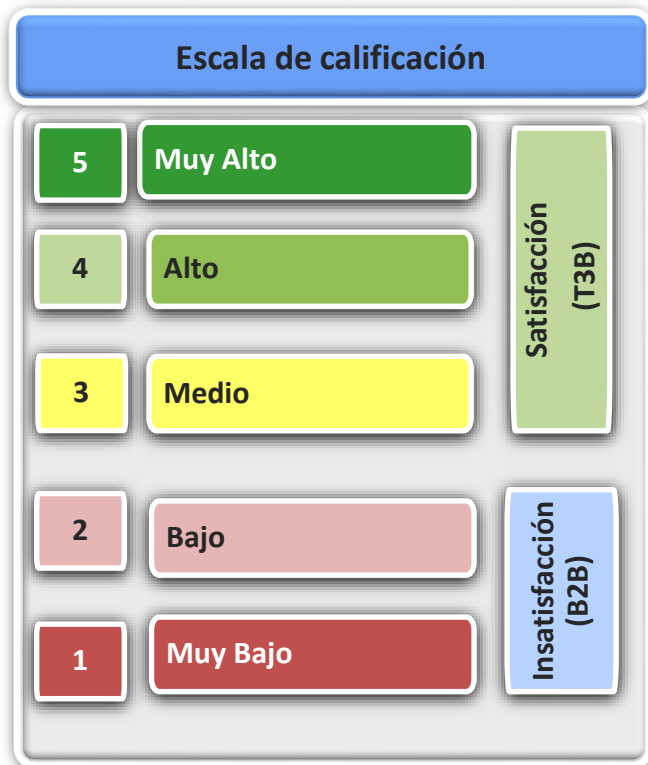 Escala de calificación
5
Muy Alto
4
Alto
3
Medio
Satisfacción
(T3B)
2
Bajo
1
Muy Bajo
Insatisfacción
(B2B)